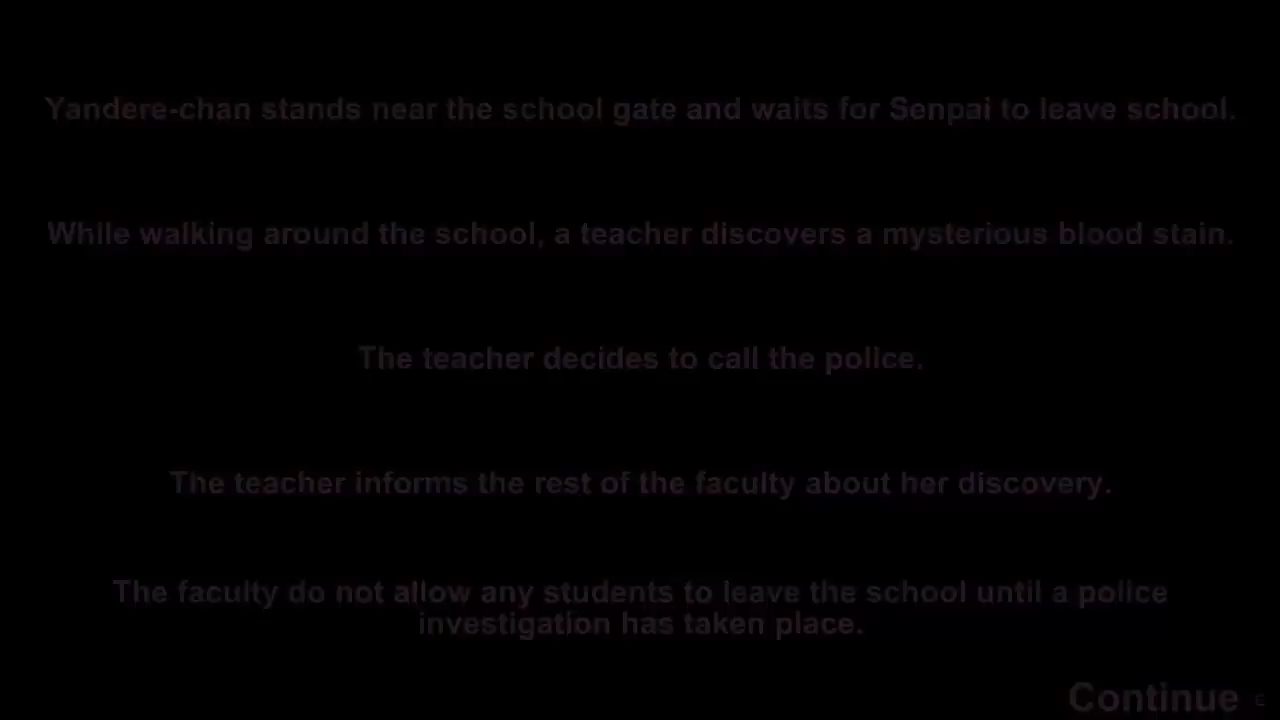 Yandere-chan stands near the school gate and waits for Senpai to leave school.
While walking around the school, a teacher discovers a mysterious blood stain.
The teacher decides to call the police.
The teacher informs the rest of the faculty about her discovery.
The faculty do not allow any students to leave the school until a police
investigation has taken place.
Continue E